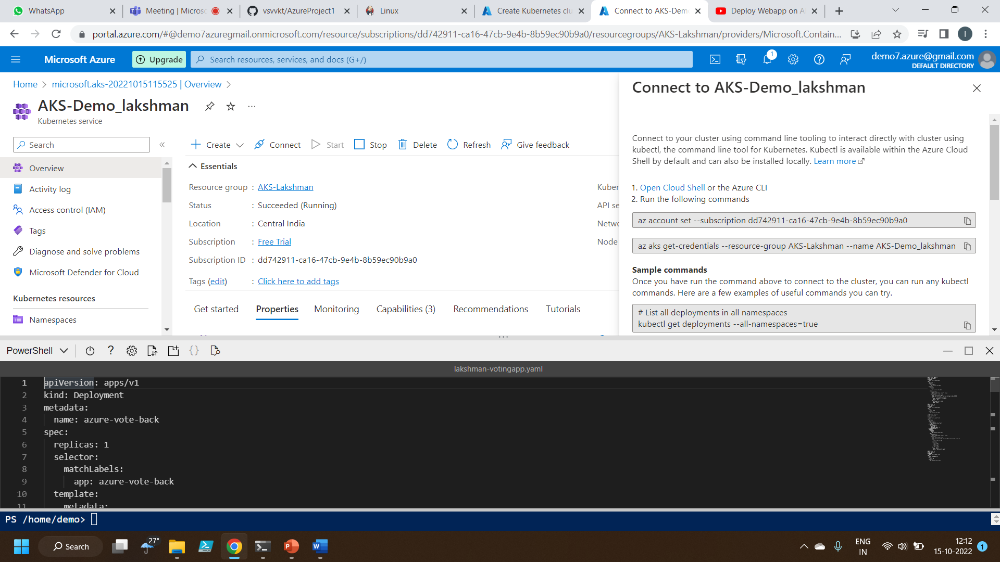 WhatsApp
Meeting | Micros
vsvvkt/AzureProject1
Linux
Create Kubernetes clu
Connect to AKS-Dem
Deploy Webapp on A
portal.azure.com/#@demo7azuregmail.onmicrosoft.com/resource/subscriptions/dd742911-ca16-47cb-9e4b-8b59ec90b9a0/resourcegroups/AKS-Lakshman/providers/Microsoft.Contain...
I
Microsoft Azure
Upgrade
Search resources, services, and docs (G+/)
1
demo7.azure@gmail.com
DEFAULT DIRECTORY
Home > microsoft.aks-20221015115525 | Overview >
AKS-Demo_lakshman
...
Kubernetes service
Search
«
Create
Connect
Start
Stop
Delete
Refresh
Give feedback
Overview
Activity log
Access control (IAM)
Tags
Diagnose and solve problems
Microsoft Defender for Cloud
Kubernetes resources
Namespaces
Essentials
Resource group : AKS-Lakshman
Status : Succeeded (Running)
Location : Central India
Subscription : Free Trial
Subscription ID : dd742911-ca16-47cb-9e4b-8b59ec90b9a0
Tags (edit) : Click here to add tags
Kuber
API se
Netwo
Node
Get started
Properties
Monitoring
Capabilities (3)
Recommendations
Tutorials
Connect to AKS-Demo_lakshman
Connect to your cluster using command line tooling to interact directly with cluster using
kubectl, the command line tool for Kubernetes. Kubectl is available within the Azure Cloud
Shell by default and can also be installed locally. Learn more
1. Open Cloud Shell or the Azure CLI
2. Run the following commands
az account set --subscription dd742911-ca16-47cb-9e4b-8b59ec90b9a0
az aks get-credentials --resource-group AKS-Lakshman --name AKS-Demo_lakshman
Sample commands
Once you have run the command above to connect to the cluster, you can run any kubectl
commands. Here are a few examples of useful commands you can try.
# List all deployments in all namespaces
kubectl get deployments --all-namespaces=true
PowerShell
?
{}
lakshman-votingapp.yaml
1 apiVersion: apps/v1
2 kind: Deployment
3 metadata:
4 name: azure-vote-back
5 spec:
6 replicas: 1
7 selector:
8 matchLabels:
9 app: azure-vote-back
10 template:
11 metadata:
PS /home/demo>
Search
27°
ENG
IN
12:12
15-10-2022
1